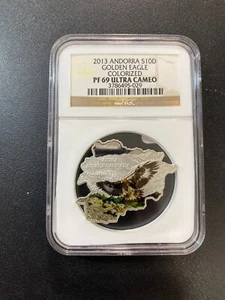 2013 ANDORRA S10D
GOLDEN EAGLE
COLORIZED
PF 69 ULTRA CAMEO
3786495-029